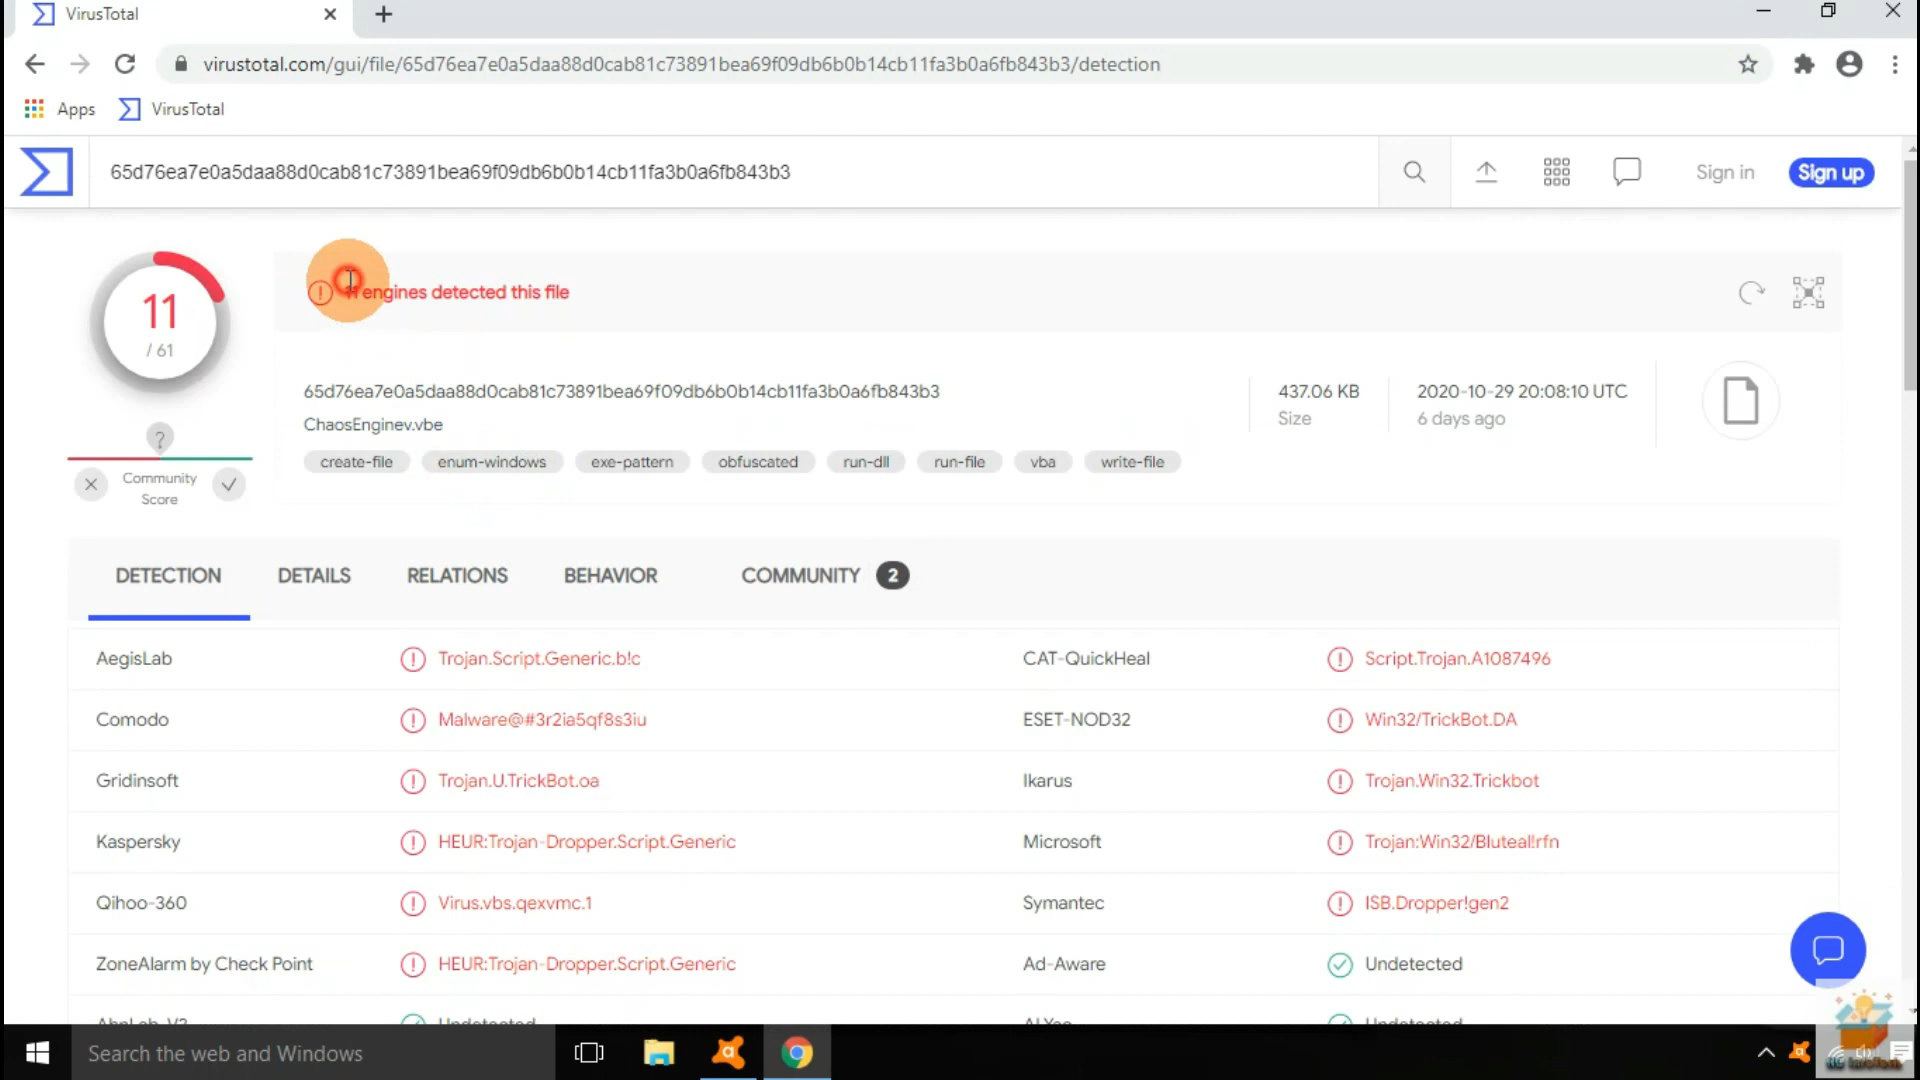 VirusTotal
virustotal.com/gui/file/65d76ea7e0a5daa88d0cab81c73891bea69f09db6b0b14cb11fa3b0a6fb843b3/detection
Apps VirusTotal
65d76ea7e0a5daa88d0cab81c73891bea69f09db6b0b14cb11fa3b0a6fb843b3 Sign in Sign up
11
/ 61
engines detected this file
65d76ea7e0a5daa88d0cab81c73891bea69f09db6b0b14cb11fa3b0a6fb843b3 437.06 KB 2020-10-29 20:08:10 UTC
ChaosEnginev.vbe Size 6 days ago
create-file enum-windows exe-pattern obfuscated run-dll run-file vba write-file
?
Community
Score
DETECTION DETAILS RELATIONS BEHAVIOR COMMUNITY 2
AegisLab Trojan.Script.Generic.b!c CAT-QuickHeal Script.Trojan.A1087496
Comodo Malware@#3r2ia5qf8s3iu ESET-NOD32 Win32/TrickBot.DA
Gridinsoft Trojan.U.TrickBot.oa Ikarus Trojan.Win32.Trickbot
Kaspersky HEUR:Trojan-Dropper.Script.Generic Microsoft Trojan:Win32/Bluteal!rfn
Qihoo-360 Virus.vbs.qexvmc.1 Symantec ISB.Dropper!gen2
ZoneAlarm by Check Point HEUR:Trojan-Dropper.Script.Generic Ad-Aware Undetected
Undetected Undetected
Search the web and Windows